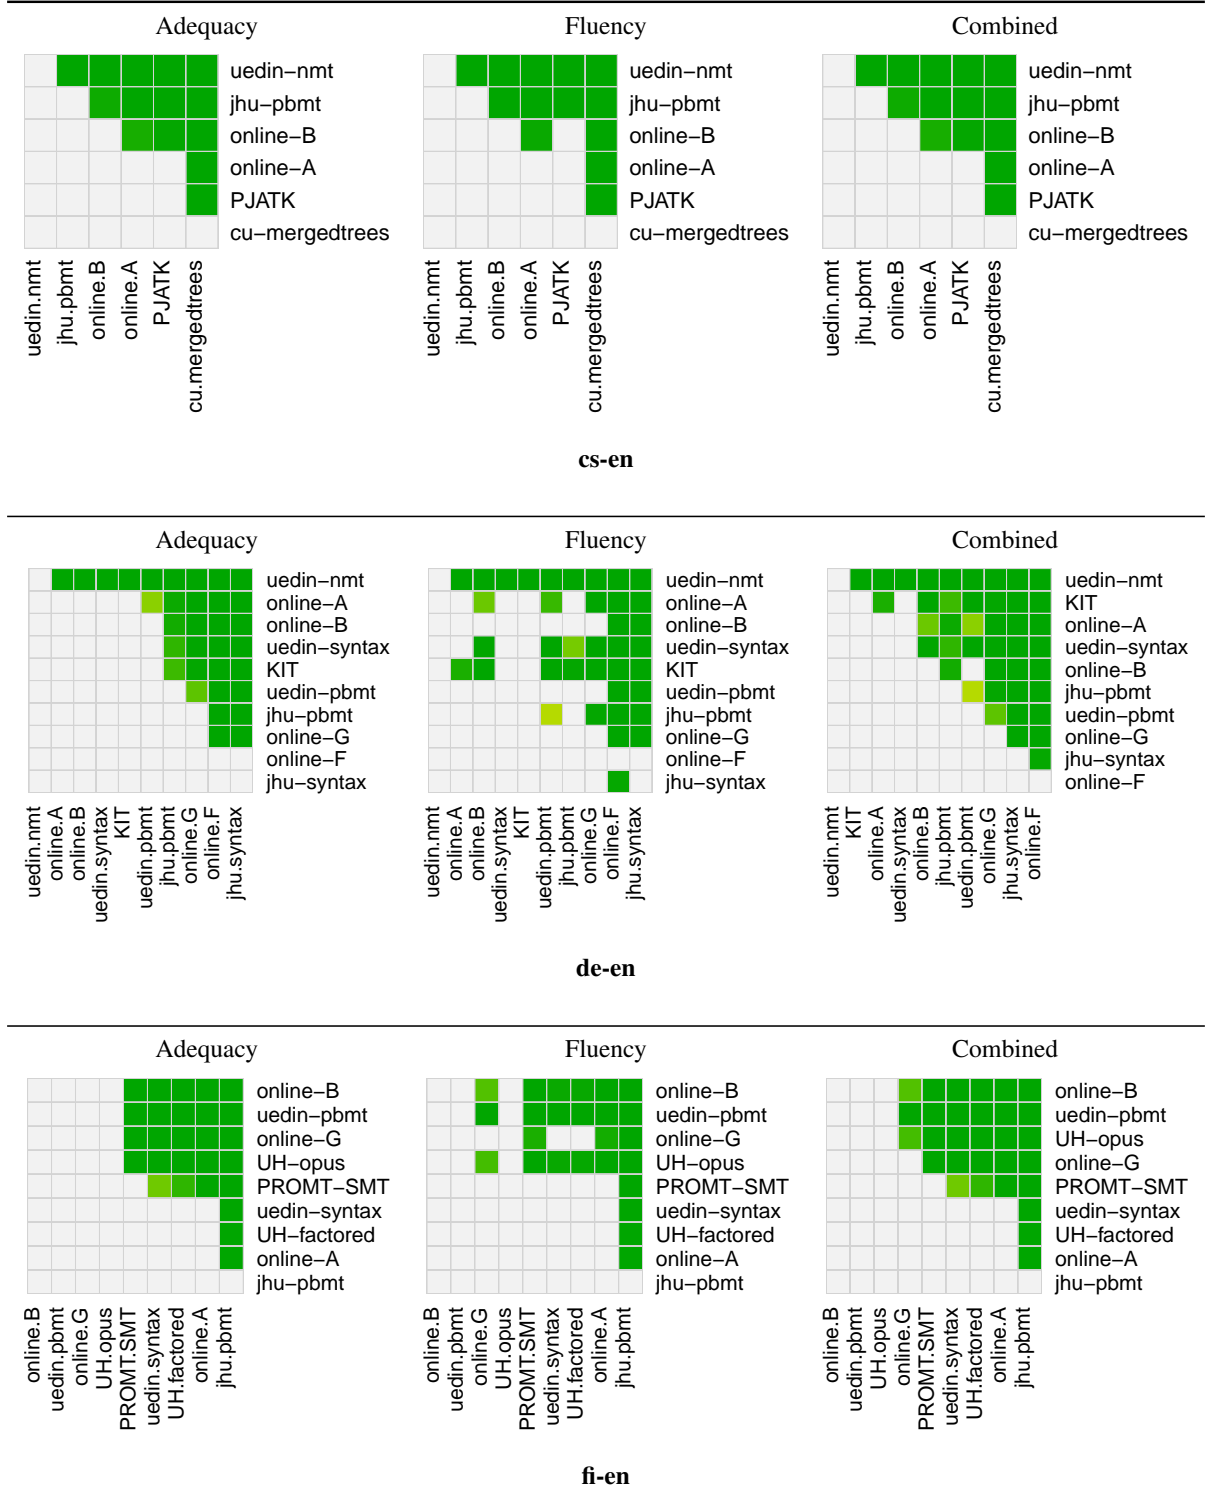 Adequacy Fluency Combined
uedin−nmt uedin−nmt uedin−nmt
jhu−pbmt jhu−pbmt jhu−pbmt
online−B online−B online−B
online−A online−A online−A
PJATK PJATK PJATK
cu−mergedtrees cu−mergedtrees cu−mergedtrees
uedin.nmt jhu.pbmt online.B online.A PJATK cu.mergedtrees uedin.nmt jhu.pbmt online.B online.A PJATK cu.mergedtrees uedin.nmt jhu.pbmt online.B online.A PJATK cu.mergedtrees
cs-en
Adequacy Fluency Combined
uedin−nmt uedin−nmt uedin−nmt
online−A online−A KIT
online−B online−B online−A
uedin−syntax uedin−syntax uedin−syntax
KIT KIT online−B
uedin−pbmt uedin−pbmt jhu−pbmt
jhu−pbmt jhu−pbmt uedin−pbmt
online−G online−G online−G
online−F online−F jhu−syntax
jhu−syntax jhu−syntax online−F
uedin.nmt online.A online.B uedin.syntax KIT uedin.pbmt jhu.pbmt online.G online.F jhu.syntax uedin.nmt online.A online.B uedin.syntax KIT uedin.pbmt jhu.pbmt online.G online.F jhu.syntax uedin.nmt KIT online.A uedin.syntax online.B jhu.pbmt uedin.pbmt online.G jhu.syntax online.F
de-en
Adequacy Fluency Combined
online−B online−B online−B
uedin−pbmt uedin−pbmt uedin−pbmt
online−G online−G UH−opus
UH−opus UH−opus online−G
PROMT−SMT PROMT−SMT PROMT−SMT
uedin−syntax uedin−syntax uedin−syntax
UH−factored UH−factored UH−factored
online−A online−A online−A
jhu−pbmt jhu−pbmt jhu−pbmt
online.B uedin.pbmt online.G UH.opus PROMT.SMT uedin.syntax UH.factored online.A jhu.pbmt online.B uedin.pbmt online.G UH.opus PROMT.SMT uedin.syntax UH.factored online.A jhu.pbmt online.B uedin.pbmt UH.opus online.G PROMT.SMT uedin.syntax UH.factored online.A jhu.pbmt
fi-en